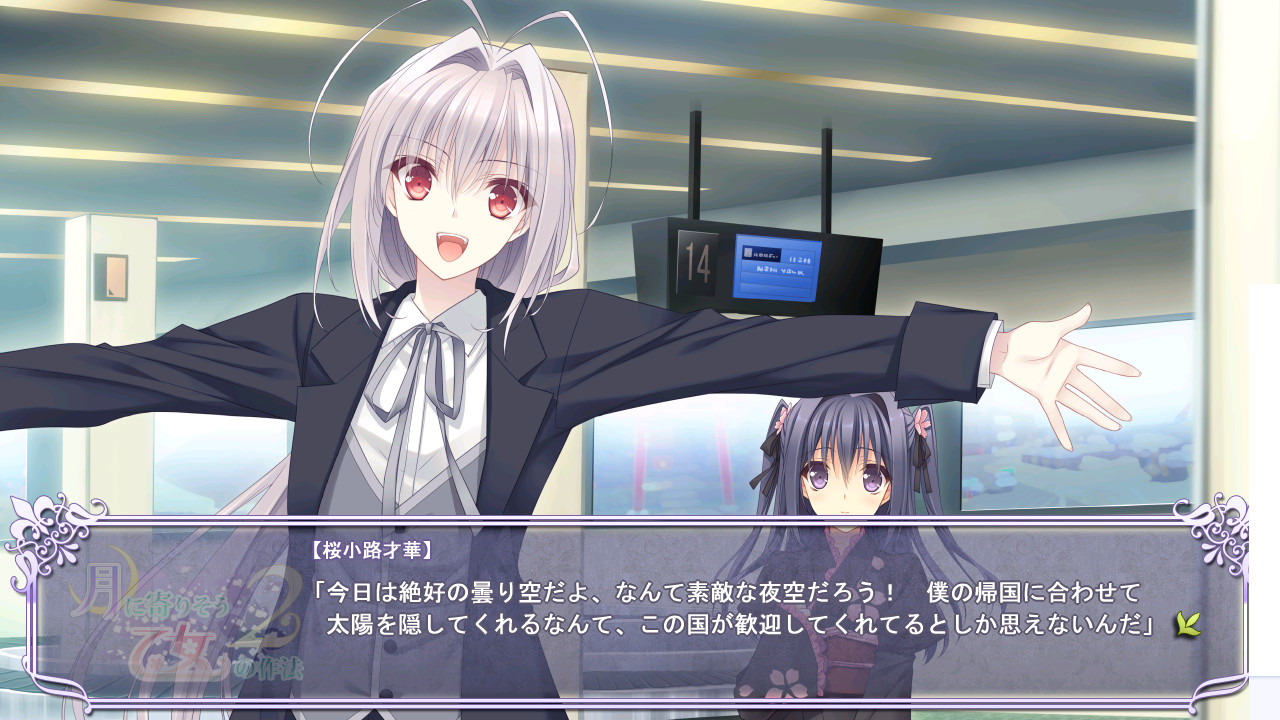 14
【桜小路才華】
「今日は絶好の曇り空だよ、なんて素敵な夜空だろう！　僕の帰国に合わせて
太陽を隠してくれるなんて、この国が歓迎してくれてるとしか思えないんだ」
月に寄りそう
乙女の作法2